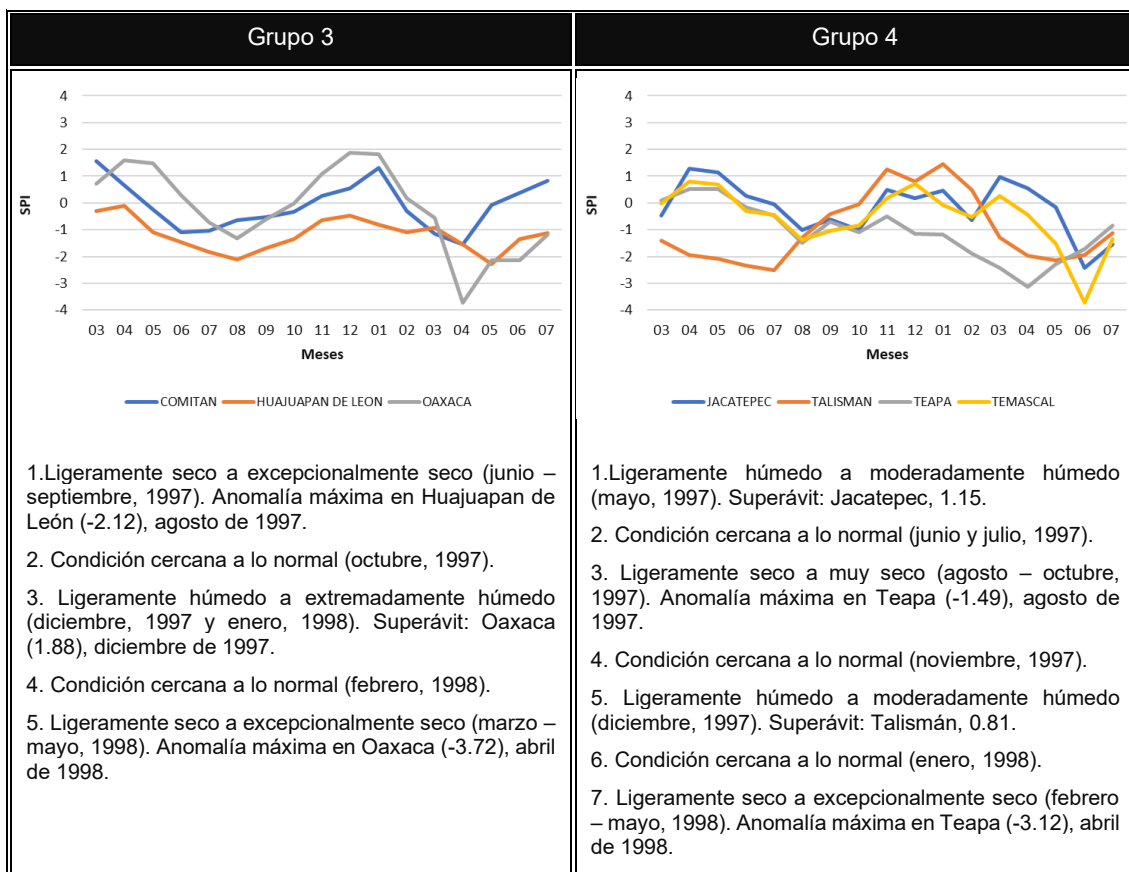 Grupo 3
4
3
2
1
0
-1
-2
-3
-4
SPI
03 04 05 06 07 08 09 10 11 12 01 02 03 04 05 06 07
Meses
COMITAN HUAJUAPAN DE LEON OAXACA
1.Ligeramente seco a excepcionalmente seco (junio –
septiembre, 1997). Anomalía máxima en Huajuapan de
León (-2.12), agosto de 1997.
2. Condición cercana a lo normal (octubre, 1997).
3. Ligeramente húmedo a extremadamente húmedo
(diciembre, 1997 y enero, 1998). Superávit: Oaxaca
(1.88), diciembre de 1997.
4. Condición cercana a lo normal (febrero, 1998).
5. Ligeramente seco a excepcionalmente seco (marzo –
mayo, 1998). Anomalía máxima en Oaxaca (-3.72), abril
de 1998.
Grupo 4
4
3
2
1
0
-1
-2
-3
-4
SPI
03 04 05 06 07 08 09 10 11 12 01 02 03 04 05 06 07
Meses
JACATEPEC TALISMAN TEAPA TEMASCAL
1.Ligeramente húmedo a moderadamente húmedo
(mayo, 1997). Superávit: Jacatepec, 1.15.
2. Condición cercana a lo normal (junio y julio, 1997).
3. Ligeramente seco a muy seco (agosto – octubre,
1997). Anomalía máxima en Teapa (-1.49), agosto de
1997.
4. Condición cercana a lo normal (noviembre, 1997).
5. Ligeramente húmedo a moderadamente húmedo
(diciembre, 1997). Superávit: Talismán, 0.81.
6. Condición cercana a lo normal (enero, 1998).
7. Ligeramente seco a excepcionalmente seco (febrero
– mayo, 1998). Anomalía máxima en Teapa (-3.12), abril
de 1998.